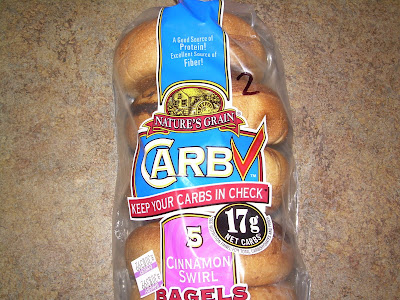 A Good Source of
Protein!
Excellent Source of
Fiber!
2
NATURE'S GRAIN
CARB✓™
KEEP YOUR CARBS IN CHECK
17g
NET CARBS
5
CINNAMON
SWIRL
BAGELS